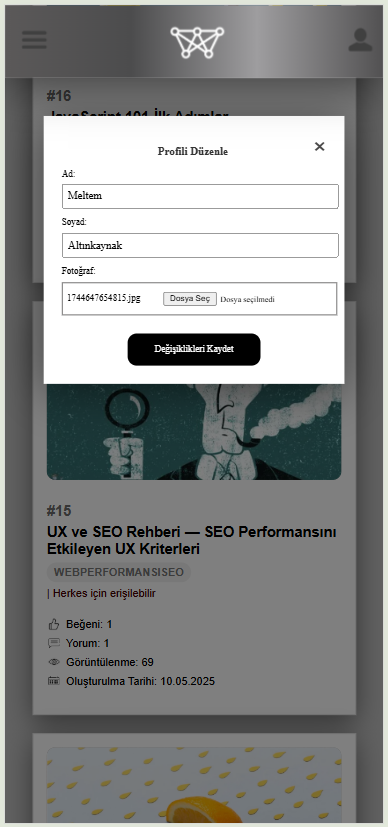 #16
JavaScript 101 İlk Adımlar
Profili Düzenle
×
Ad:
Meltem
Soyad:
Altınkaynak
Fotoğraf:
1744647654815.jpg Dosya Seç Dosya seçilmedi
Değişiklikleri Kaydet
#15
UX ve SEO Rehberi — SEO Performansını
Etkileyen UX Kriterleri
WEBPERFORMANSISEO
| Herkes için erişilebilir
Beğeni: 1
Yorum: 1
Görüntülenme: 69
Oluşturulma Tarihi: 10.05.2025